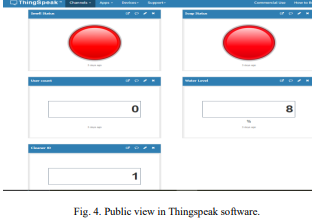 ThingSpeak Channels Apps Devices Support Commercial Use How to B
Smell Status
Soap Status
User count
0
Water Level
8
%
Cleaner ID
1
Fig. 4. Public view in Thingspeak software.